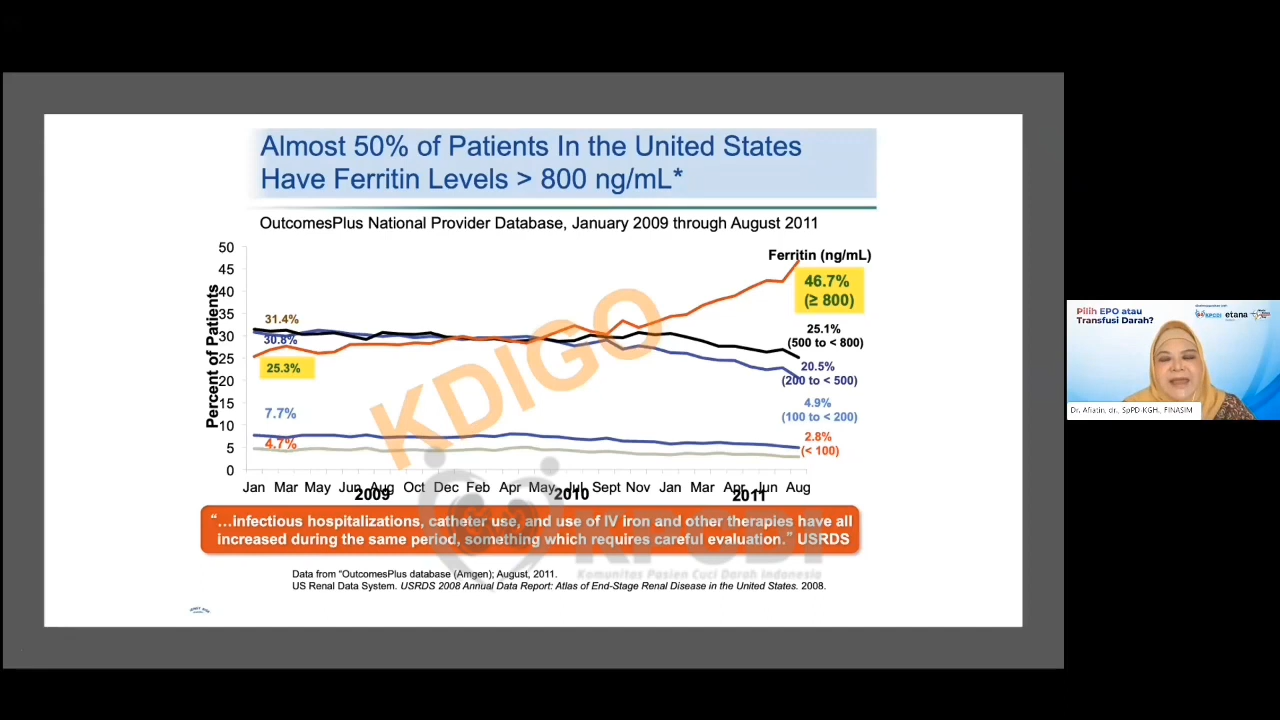 Almost 50% of Patients In the United States
Have Ferritin Levels > 800 ng/mL*
OutcomesPlus National Provider Database, January 2009 through August 2011
Percent of Patients
50
45
40
35
30
25
20
15
10
5
0
31.4%
30.8%
25.3%
7.7%
4.7%
Ferritin (ng/mL)
46.7%
(≥ 800)
25.1%
(500 to < 800)
20.5%
(200 to < 500)
4.9%
(100 to < 200)
2.8%
(< 100)
KDIGO
Jan Mar May Jun Aug Oct Dec Feb Apr May Jul Sept Nov Jan Mar Apr Jun Aug
2009 2010 2011
“…infectious hospitalizations, catheter use, and use of IV iron and other therapies have all
increased during the same period, something which requires careful evaluation.” USRDS
KPCDI
Komunitas Pasien Cuci Darah Indonesia
Data from “OutcomesPlus database (Amgen); August, 2011.
US Renal Data System. USRDS 2008 Annual Data Report: Atlas of End-Stage Renal Disease in the United States. 2008.
Pilih EPO atau
Transfusi Darah?
KPCDI etana
Dr. Afiatin, dr., SpPD-KGH., FINASIM